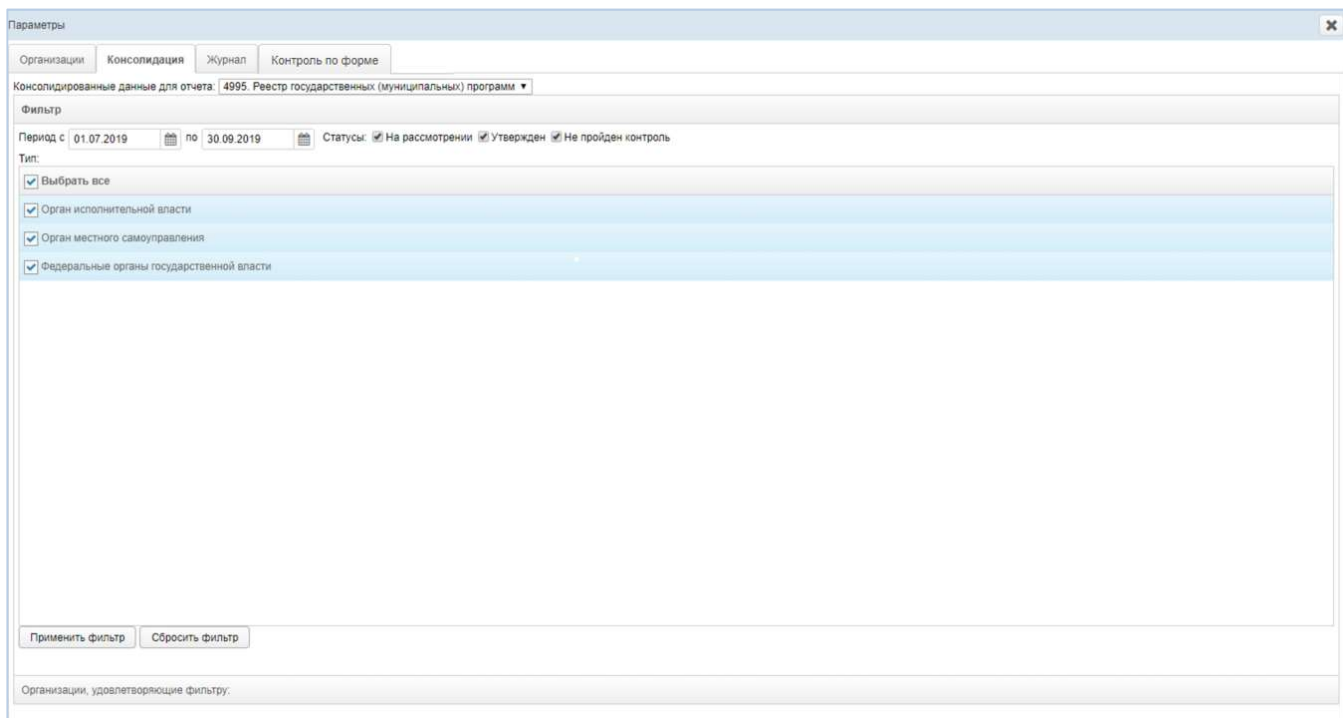 Параметры
Организации Консолидация Журнал Контроль по форме
Консолидированные данные для отчета: 4995. Реестр государственных (муниципальных) программ
Фильтр
Период с 01.07.2019 по 30.09.2019 Статусы: На рассмотрении Утвержден Не пройден контроль
Тип:
Выбрать все
Орган исполнительной власти
Орган местного самоуправления
Федеральные органы государственной власти
Применить фильтр Сбросить фильтр
Организации, удовлетворяющие фильтру: